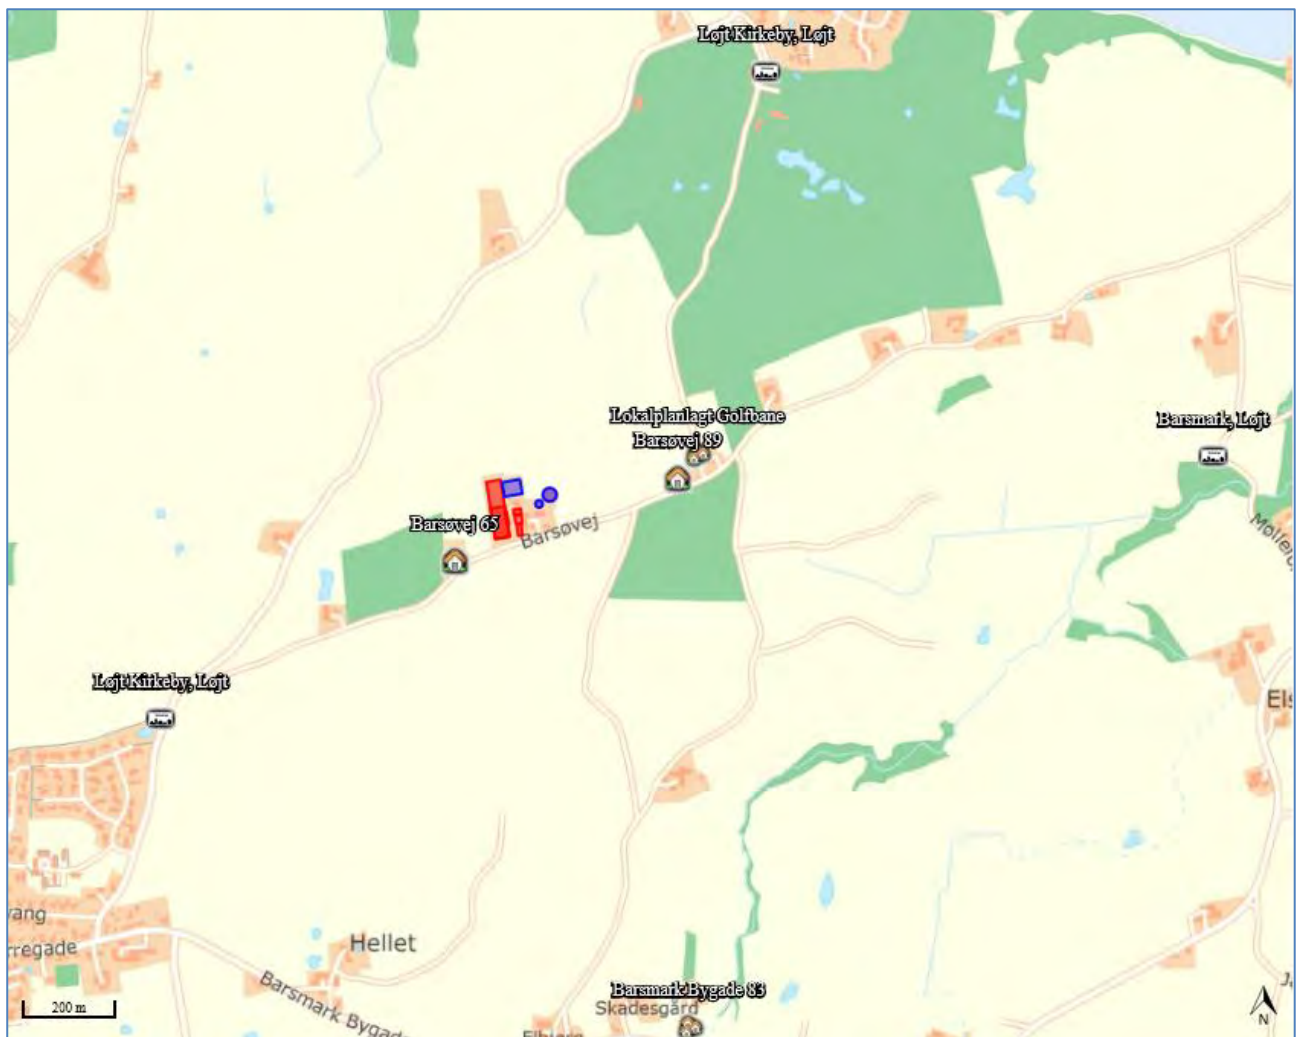 Løjt Kirkeby, Løjt
Lokalplanlagt Golfbane
Barsøvej 89
Barsmark, Løjt
Barsøvej 65
Barsøvej
Løjt Kirkeby, Løjt
Els
vang
rregade
Hellet
Barsmark Bygade
Barsmark Bygade 83
Skadesgård
200 m
N